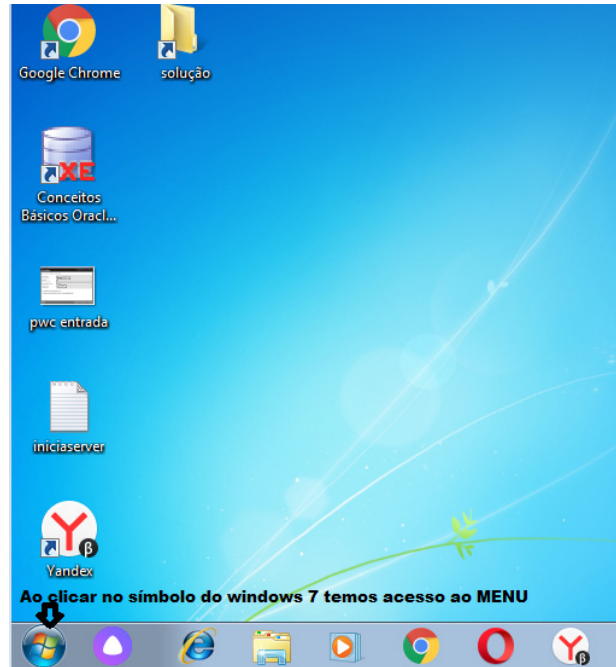 Google Chrome
solução
XE
Conceitos
Básicos Oracl...
pwc entrada
iniciaserver
Yandex
Ao clicar no símbolo do windows 7 temos acesso ao MENU